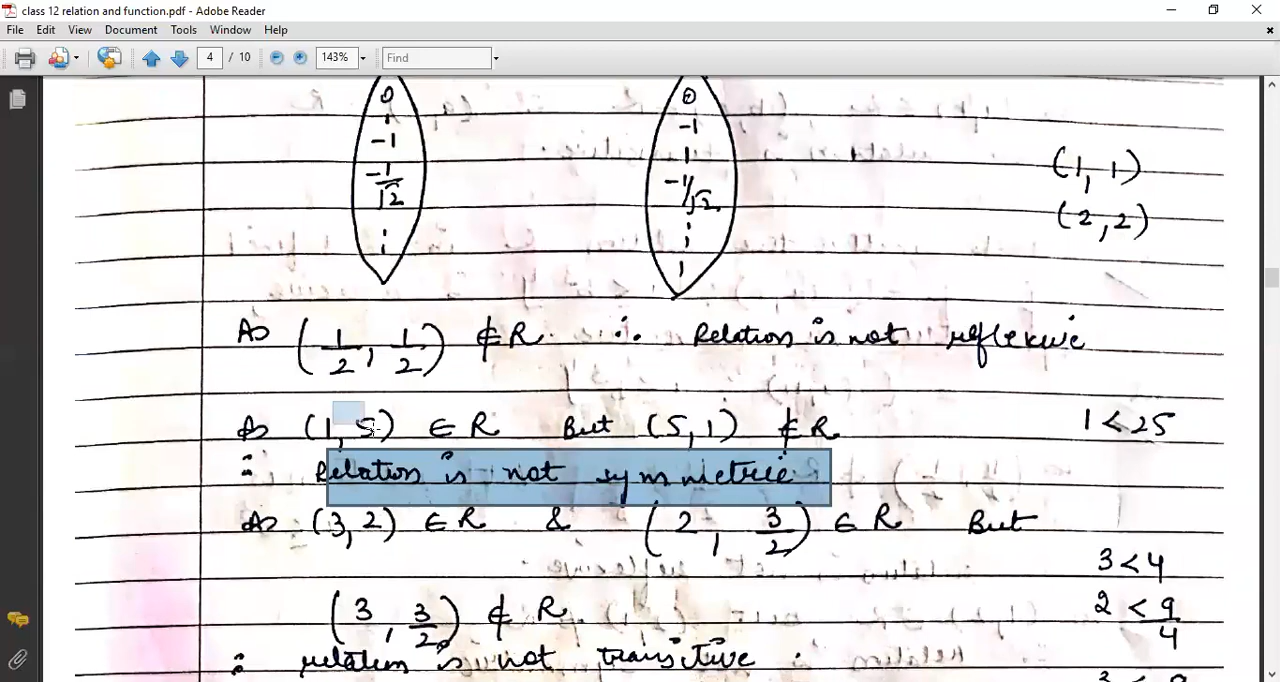 class 12 relation and function.pdf - Adobe Reader
File Edit View Document Tools Window Help
4 / 10 143% Find
0 0
-1 -1
1
-1/√2 -1/√2
i i
1
(1, 1)
(2, 2)
As (1/2, 1/2) ∉ R ∴ Relation is not reflexive
As (1, 5) ∈ R But (5, 1) ∉ R 1 < 25
∴ Relation is not symmetric
As (3, 2) ∈ R & (2, 3/2) ∈ R But
3 < 4
(3, 3/2) ∉ R 2 < 9/4
∴ relation is not transitive